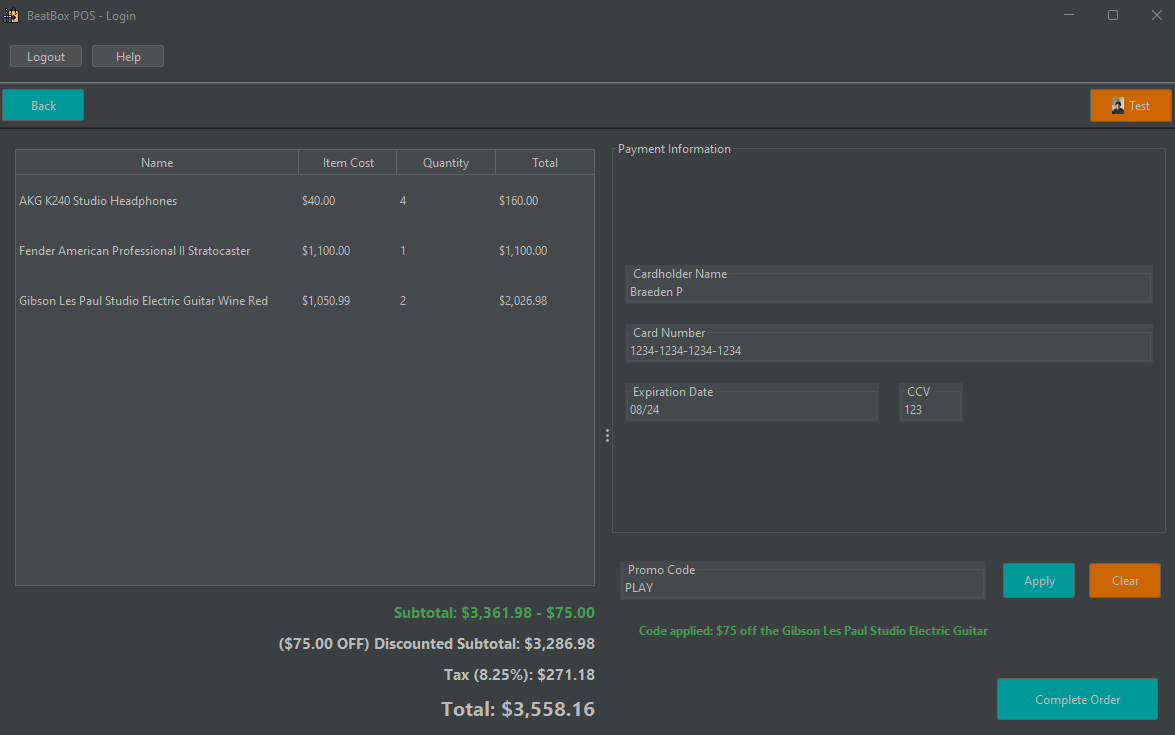 BeatBox POS - Login
Logout Help
Back Test
Name Item Cost Quantity Total
AKG K240 Studio Headphones $40.00 4 $160.00
Fender American Professional II Stratocaster $1,100.00 1 $1,100.00
Gibson Les Paul Studio Electric Guitar Wine Red $1,050.99 2 $2,026.98
Subtotal: $3,361.98 - $75.00
($75.00 OFF) Discounted Subtotal: $3,286.98
Tax (8.25%): $271.18
Total: $3,558.16
Payment Information
Cardholder Name
Braeden P
Card Number
1234-1234-1234-1234
Expiration Date CCV
08/24 123
Promo Code
PLAY
Apply Clear
Code applied: $75 off the Gibson Les Paul Studio Electric Guitar
Complete Order